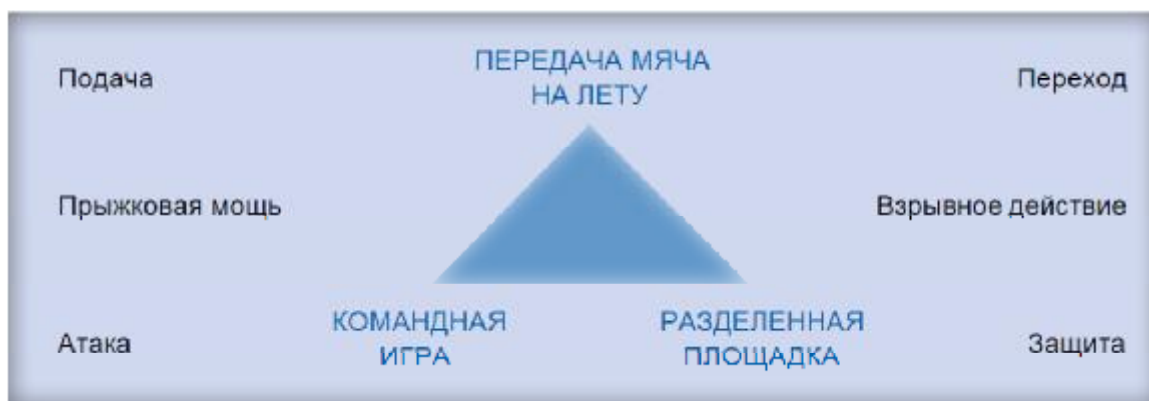 Подача
ПЕРЕДАЧА МЯЧА
НА ЛЕТУ
Переход
Прыжковая мощь
Взрывное действие
Атака
КОМАНДНАЯ
ИГРА
РАЗДЕЛЕННАЯ
ПЛОЩАДКА
Защита